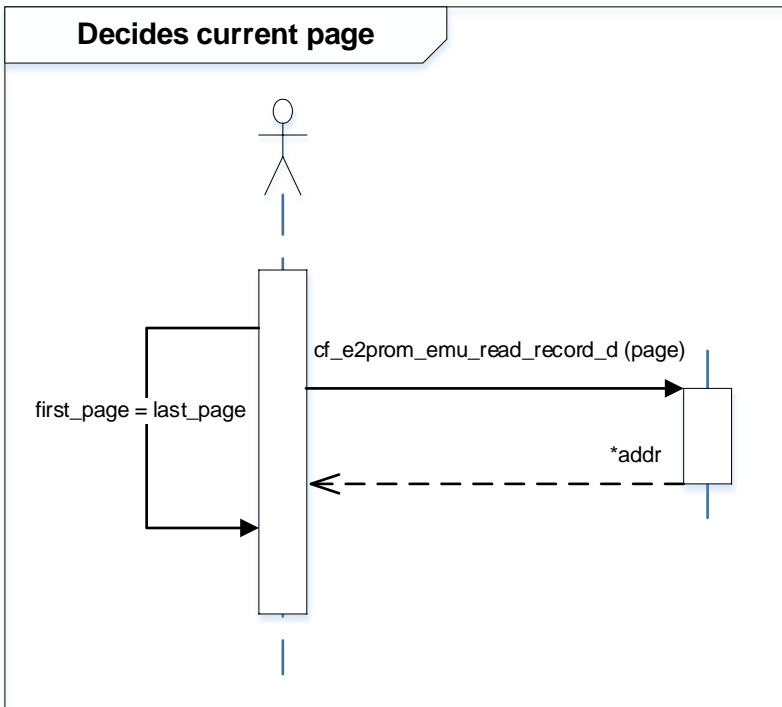 Decides current page
cf_e2prom_emu_read_record_d (page)
first_page = last_page
*addr